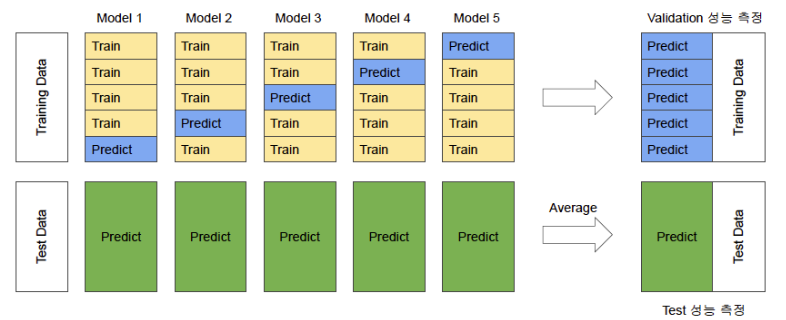 Model 1 Model 2 Model 3 Model 4 Model 5 Validation 성능 측정
Training Data
Train Train Train Train Predict Predict
Train Train Train Predict Train Predict
Train Train Predict Train Train Predict
Train Predict Train Train Train Predict
Predict Train Train Train Train Predict
Training Data
Average
Test Data Predict Predict Predict Predict Predict Predict Test Data
Test 성능 측정